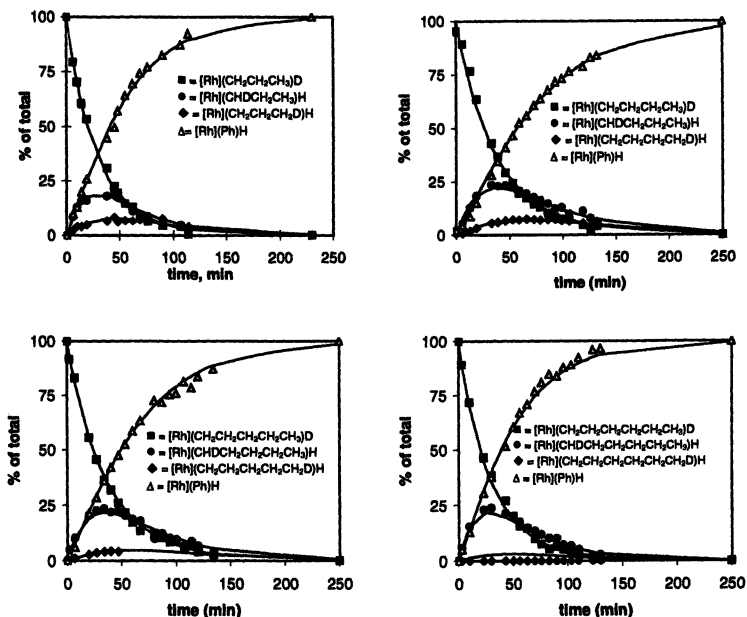 100
75
50
25
0
% of total
■ = [Rh](CH₂CH₂CH₃)D
● = [Rh](CHDCH₂CH₃)H
◆ = [Rh](CH₂CH₂CH₂D)H
△ = [Rh](Ph)H
0 50 100 150 200 250
time, min
100
75
50
25
0
% ot total
■ = [Rh](CH₂CH₂CH₂CH₃)D
● = [Rh](CHDCH₂CH₂CH₃)H
◆ = [Rh](CH₂CH₂CH₂CH₂D)H
△ = [Rh](Ph)H
0 50 100 150 200 250
time (min)
100
75
50
25
0
% of total
■ = [Rh](CH₂CH₂CH₂CH₂CH₃)D
● = [Rh](CHDCH₂CH₂CH₂CH₃)H
◆ = [Rh](CH₂CH₂CH₂CH₂CH₂D)H
△ = [Rh](Ph)H
0 50 100 150 200 250
time (min)
100
75
50
25
0
% of total
■ = [Rh](CH₂CH₂CH₂CH₂CH₂CH₃)D
● = [Rh](CHDCH₂CH₂CH₂CH₂CH₃)H
◆ = [Rh](CH₂CH₂CH₂CH₂CH₂CH₂D)H
△ = [Rh](Ph)H
0 50 100 150 200 250
time (min)